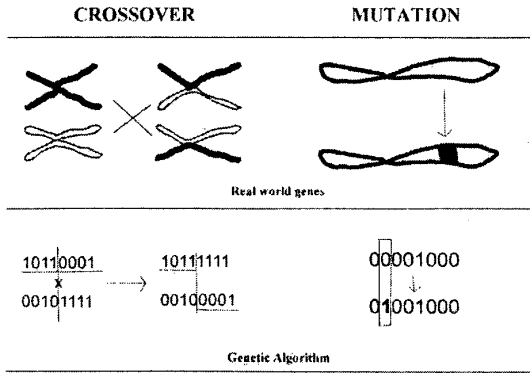 CROSSOVER MUTATION
Real world genes
10110001 10111111 00001000
x
00101111 00100001 01001000
Genetic Algorithm